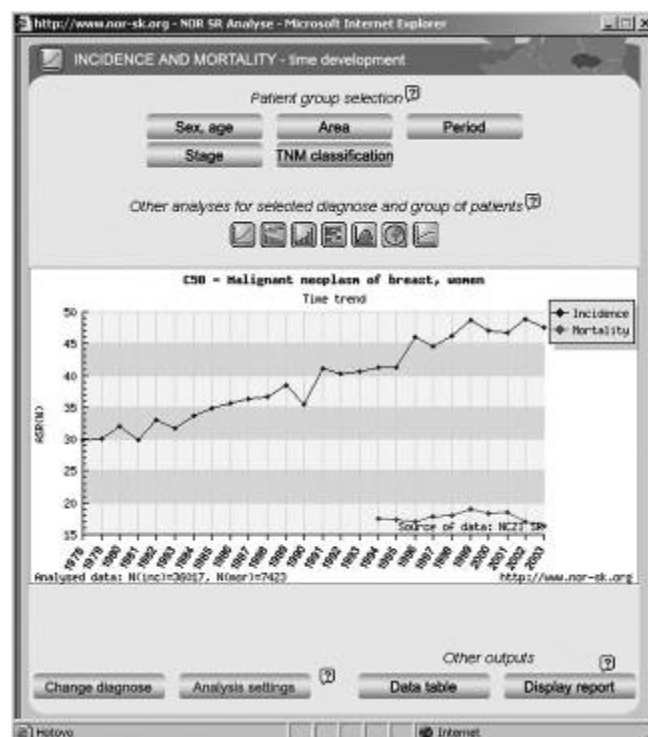 http://www.nor-sk.org - NOR SR Analyse - Microsoft Internet Explorer
INCIDENCE AND MORTALITY - time development
Patient group selection ?
Sex, age Area Period
Stage TNM classification
Other analyses for selected diagnose and group of patients ?
C50 - Malignant neoplasm of breast, women
Time trend
Incidence
Mortality
50
45
40
35
30
25
20
15
ASR(W)
1978 1979 1980 1981 1982 1983 1984 1985 1986 1987 1988 1989 1990 1991 1992 1993 1994 1995 1996 1997 1998 1999 2000 2001 2002 2003
Source of data: NCZI SR
Analysed data: N(inc)=36017, N(mor)=7423 http://www.nor-sk.org
Other outputs
? ?
Change diagnose Analysis settings Data table Display report
Hotovo Internet